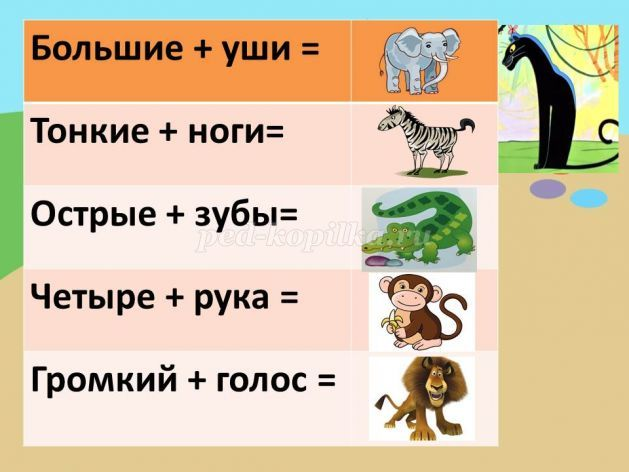 Большие + уши =
Тонкие + ноги=
Острые + зубы=
ped-kopilka.ru
Четыре + рука =
Громкий + голос =